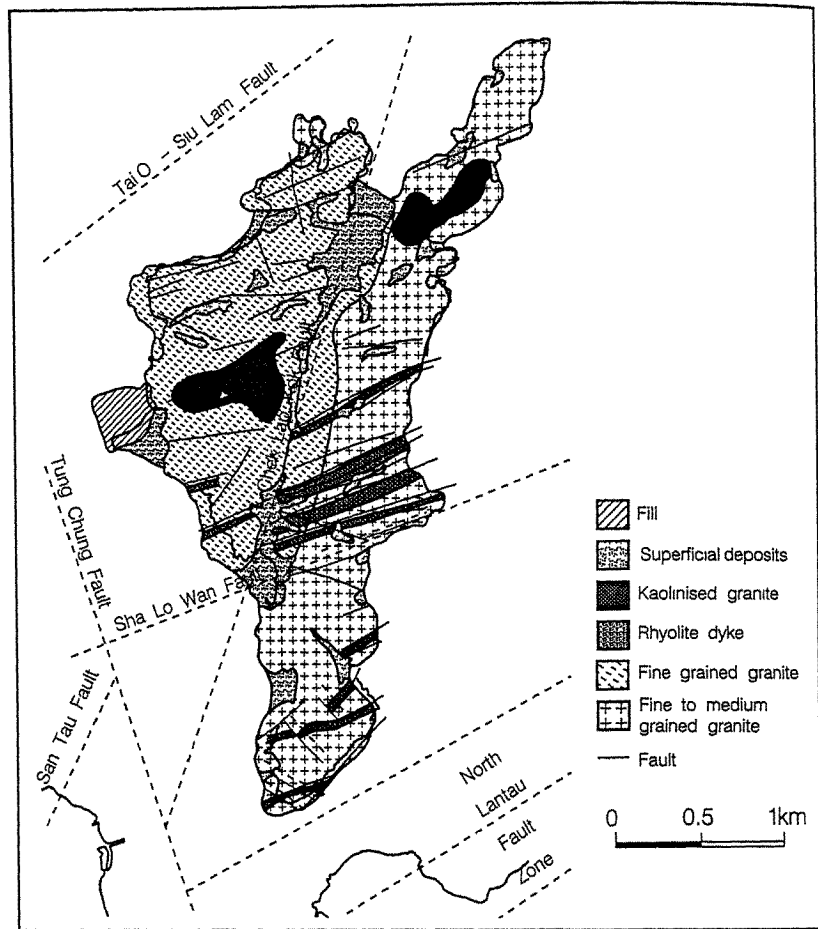 Tai O - Siu Lam Fault
Tung Chung Fault
Sha Lo Wan
San Tau Fault
North
Lantau
Fault
Zone
Fill
Superficial deposits
Kaolinised granite
Rhyolite dyke
Fine grained granite
Fine to medium
grained granite
Fault
0 0.5 1km